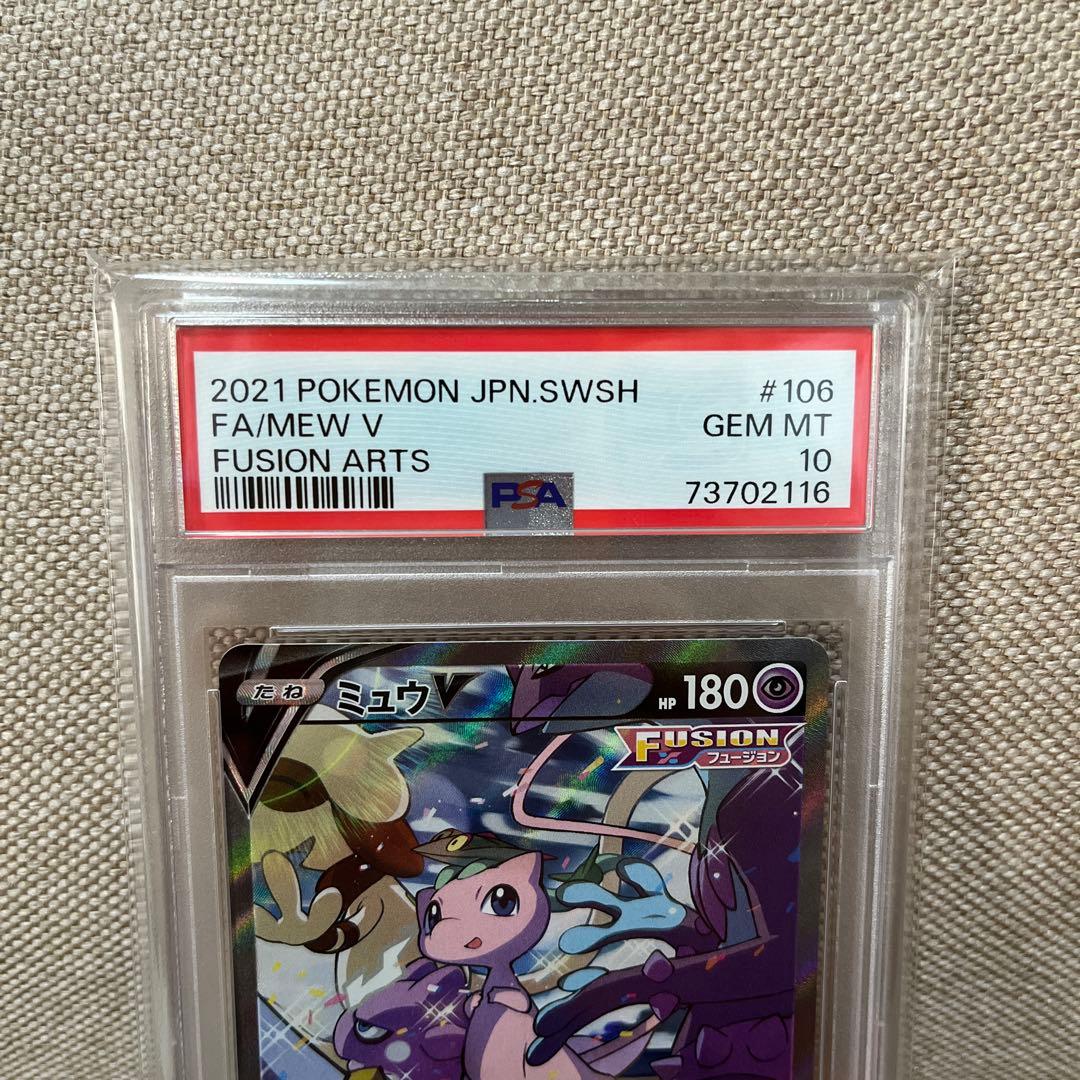 2021 POKEMON JPN.SWSH #106
FA/MEW V GEM MT
FUSION ARTS 10
PSA 73702116
たね ミュウV HP 180
FUSION
フュージョン